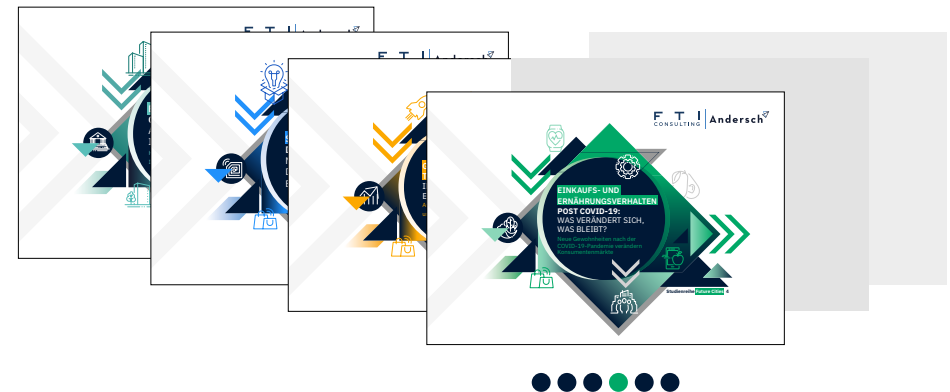 F T I
F T I
Andersch
F T I
CONSULTING
Andersch
EINKAUFS- UND
ERNÄHRUNGSVERHALTEN
POST COVID-19:
WAS VERÄNDERT SICH,
WAS BLEIBT?
Neue Gewohnheiten nach der
COVID-19-Pandemie verändern
Konsumentenmärkte
Studienreihe Future Cities 4